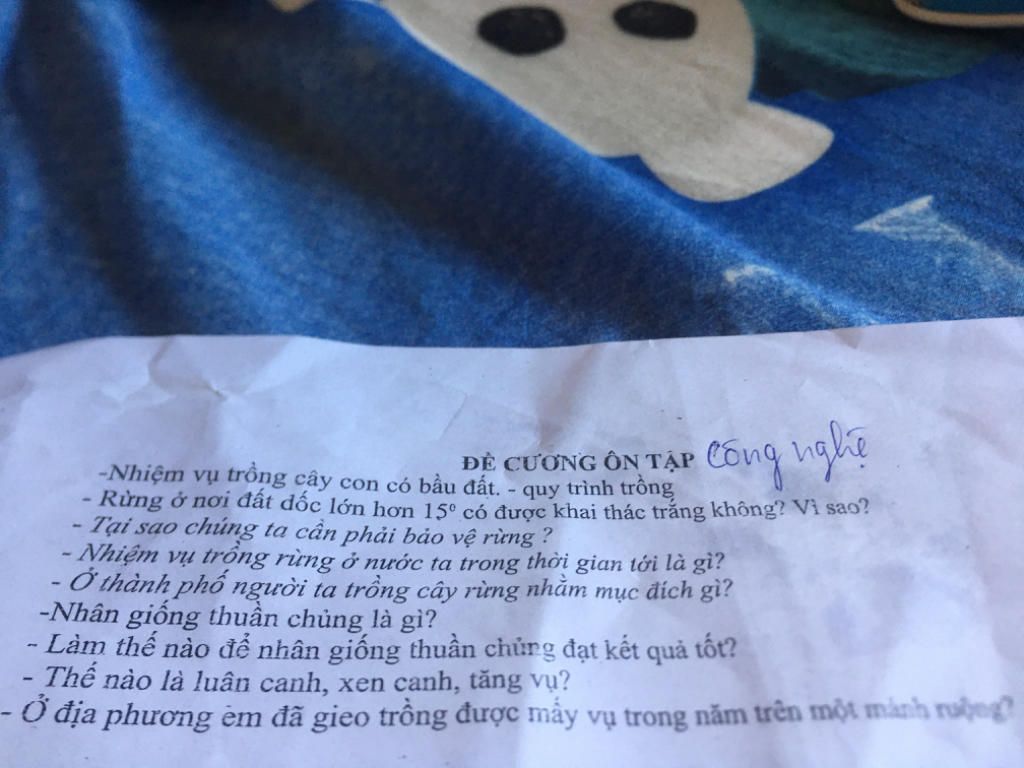 ĐỀ CƯƠNG ÔN TẬP Công nghệ
-Nhiệm vụ trồng cây con có bầu đất. - quy trình trồng
- Rừng ở nơi đất dốc lớn hơn 15⁰ có được khai thác trắng không? Vì sao?
- Tại sao chúng ta cần phải bảo vệ rừng ?
- Nhiệm vụ trồng rừng ở nước ta trong thời gian tới là gì?
- Ở thành phố người ta trồng cây rừng nhằm mục đích gì?
-Nhân giống thuần chủng là gì?
- Làm thế nào để nhân giống thuần chủng đạt kết quả tốt?
- Thế nào là luân canh, xen canh, tăng vụ?
- Ở địa phương em đã gieo trồng được mấy vụ trong năm trên một mảnh ruộng?